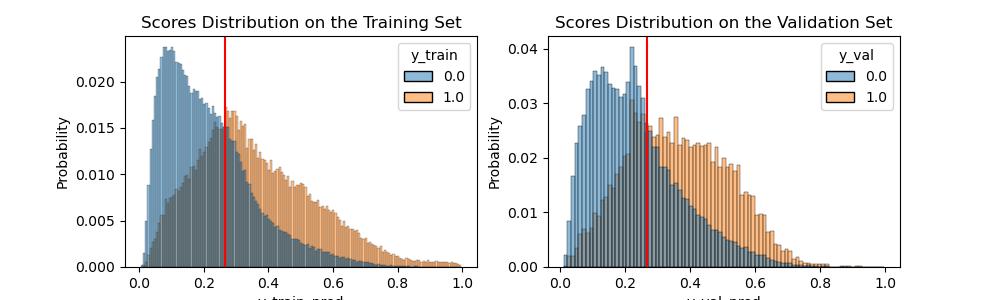 Scores Distribution on the Training Set
Probability
0.020
0.015
0.010
0.005
0.000
y_train
0.0
1.0
0.0 0.2 0.4 0.6 0.8 1.0
y_train_pred
Scores Distribution on the Validation Set
Probability
0.04
0.03
0.02
0.01
0.00
y_val
0.0
1.0
0.0 0.2 0.4 0.6 0.8 1.0
y_val_pred